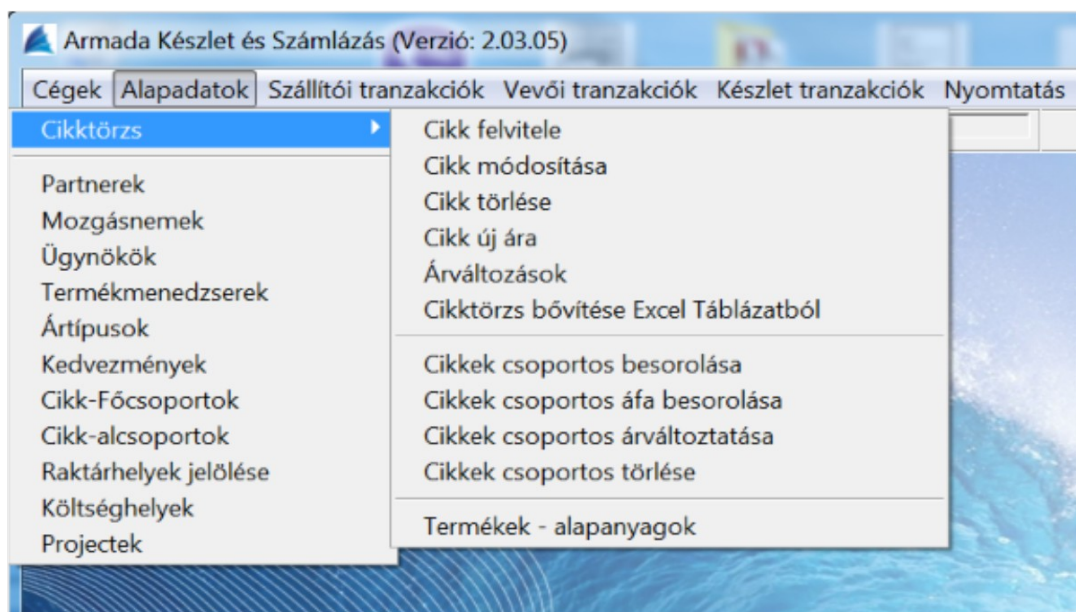 Armada Készlet és Számlázás (Verzió: 2.03.05)
Cégek Alapadatok Szállítói tranzakciók Vevői tranzakciók Készlet tranzakciók Nyomtatás
Cikktörzs
Partnerek
Mozgásnemek
Ügynökök
Termékmenedzserek
Ártípusok
Kedvezmények
Cikk-Főcsoportok
Cikk-alcsoportok
Raktárhelyek jelölése
Költséghelyek
Projectek
Cikk felvitele
Cikk módosítása
Cikk törlése
Cikk új ára
Árváltozások
Cikktörzs bővítése Excel Táblázatból
Cikkek csoportos besorolása
Cikkek csoportos áfa besorolása
Cikkek csoportos árváltoztatása
Cikkek csoportos törlése
Termékek - alapanyagok